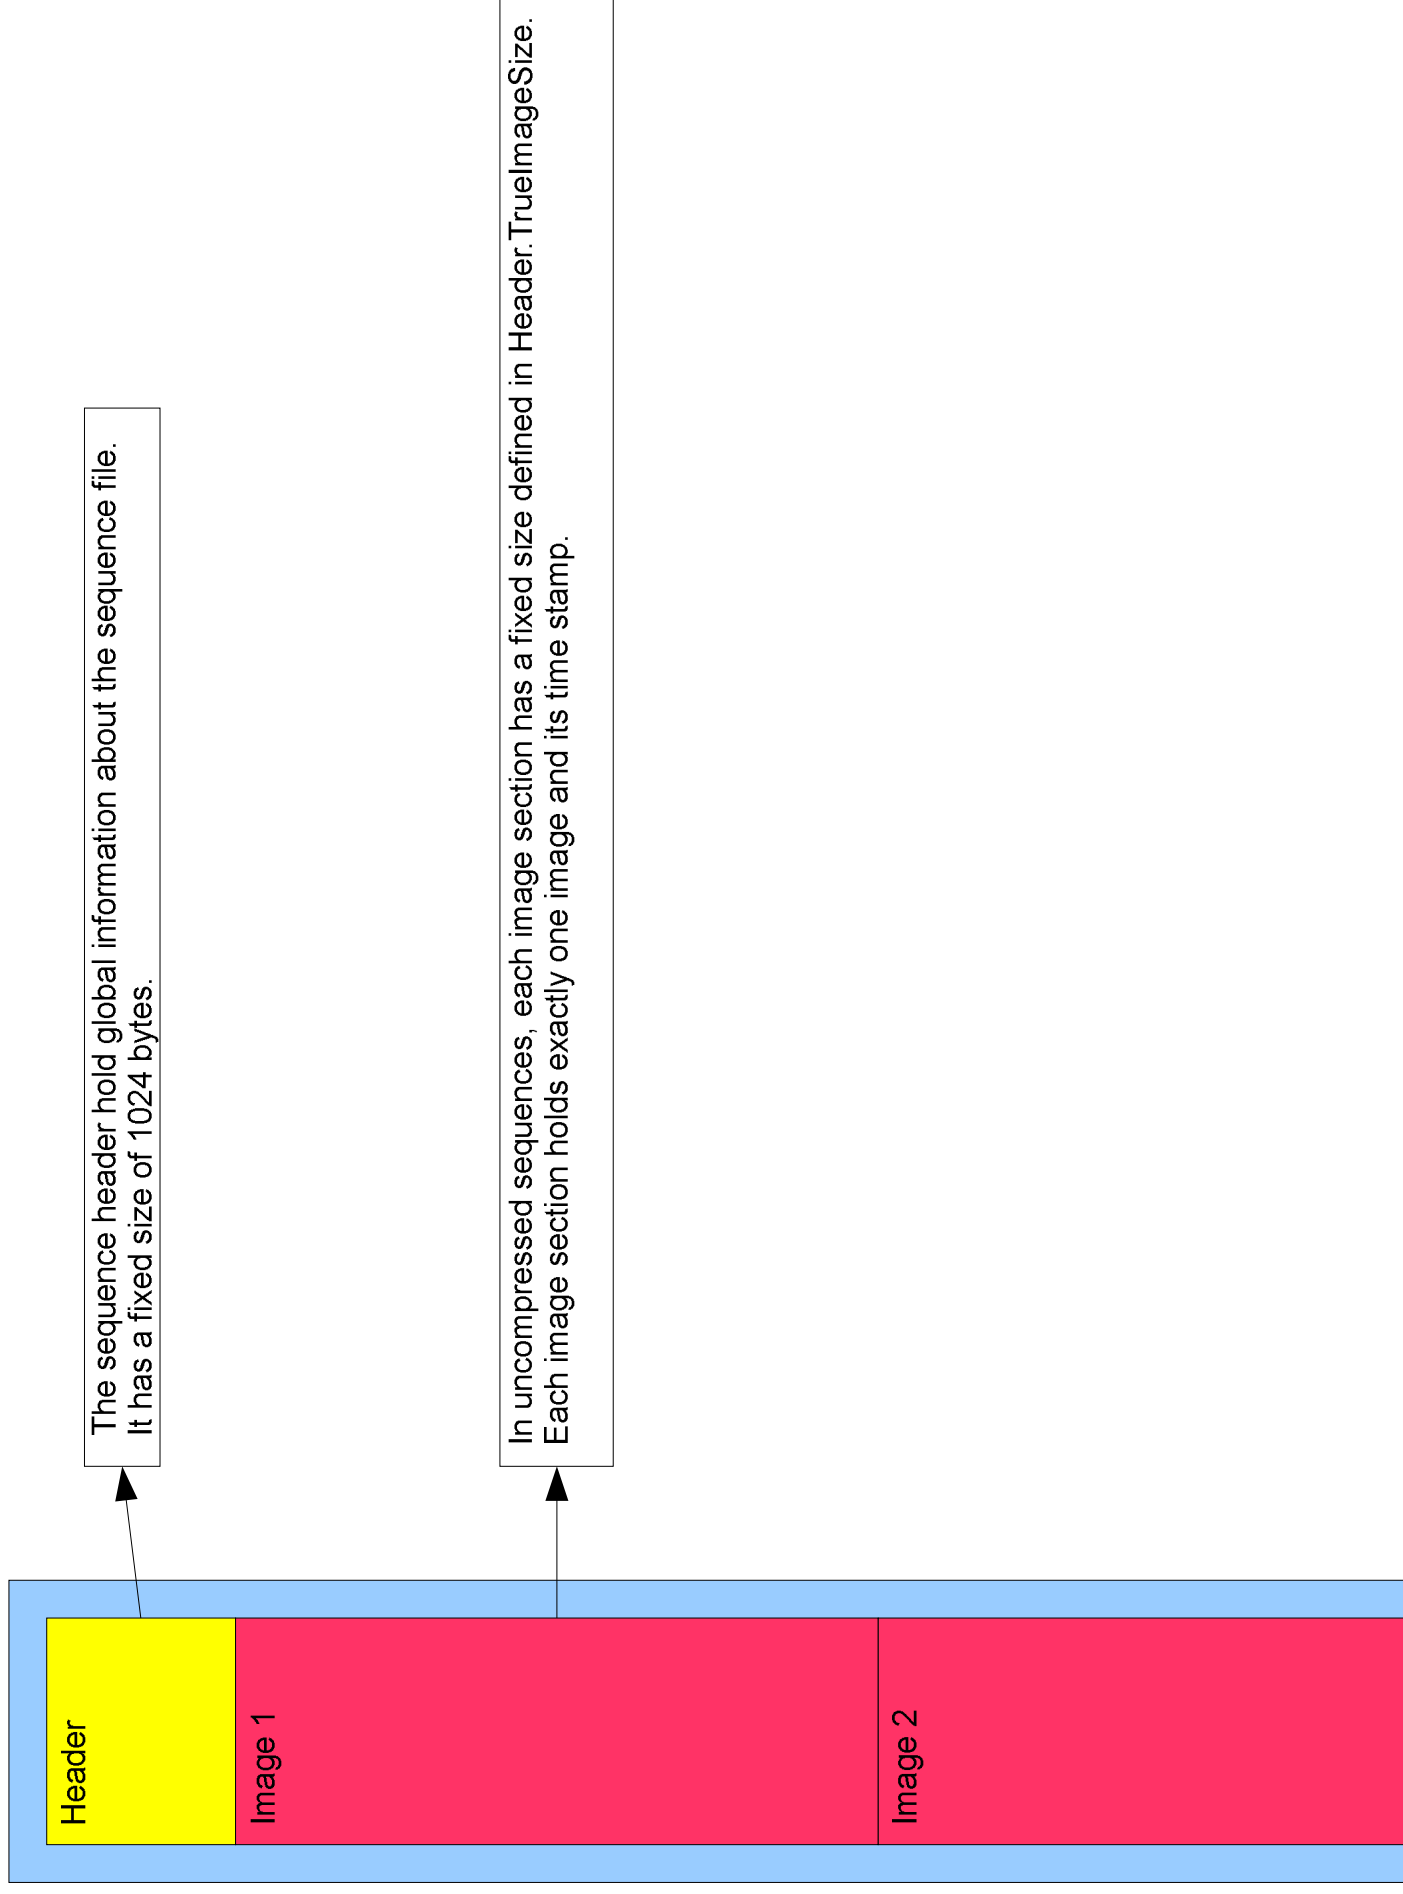 Header
The sequence header hold global information about the sequence file.
It has a fixed size of 1024 bytes.
Image 1
In uncompressed sequences, each image section has a fixed size defined in Header.TrueImageSize.
Each image section holds exactly one image and its time stamp.
Image 2